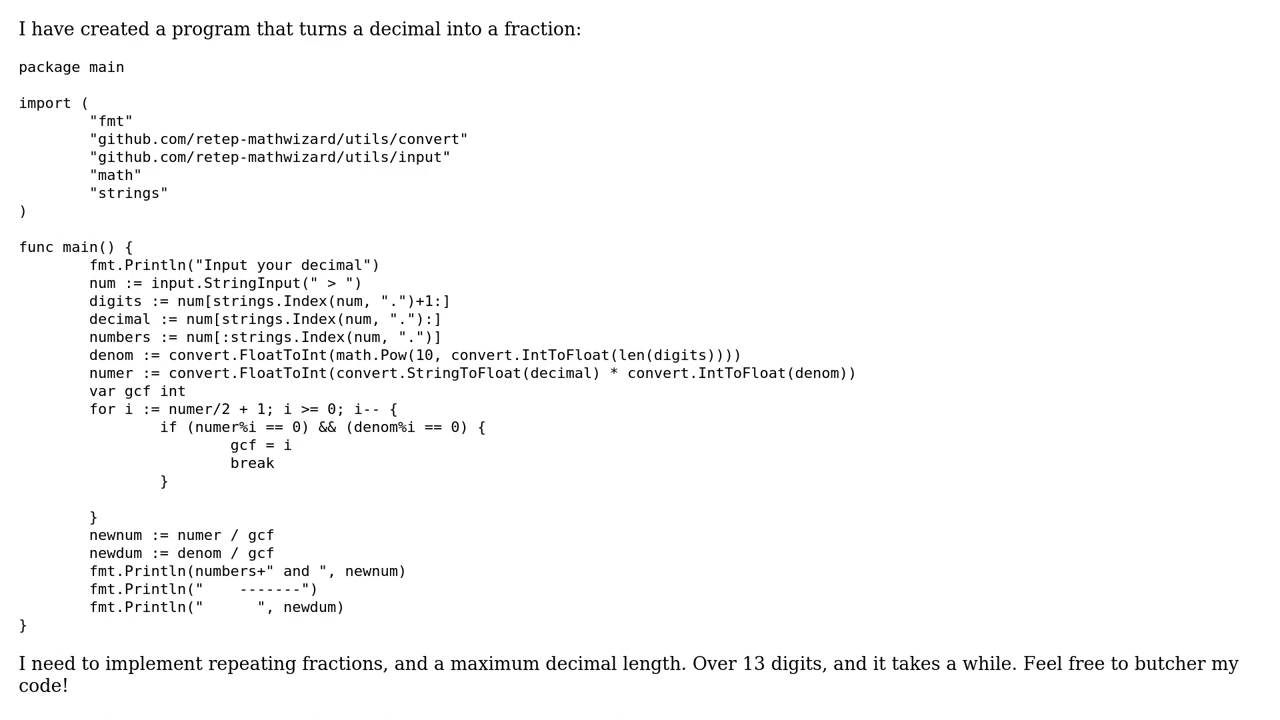 I have created a program that turns a decimal into a fraction:
package main
import (
        "fmt"
        "github.com/retep-mathwizard/utils/convert"
        "github.com/retep-mathwizard/utils/input"
        "math"
        "strings"
)
func main() {
        fmt.Println("Input your decimal")
        num := input.StringInput(" > ")
        digits := num[strings.Index(num, ".")+1:]
        decimal := num[strings.Index(num, "."):]
        numbers := num[:strings.Index(num, ".")]
        denom := convert.FloatToInt(math.Pow(10, convert.IntToFloat(len(digits))))
        numer := convert.FloatToInt(convert.StringToFloat(decimal) * convert.IntToFloat(denom))
        var gcf int
        for i := numer/2 + 1; i >= 0; i-- {
                if (numer%i == 0) && (denom%i == 0) {
                        gcf = i
                        break
                }
        }
        newnum := numer / gcf
        newdum := denom / gcf
        fmt.Println(numbers+" and ", newnum)
        fmt.Println("    -------")
        fmt.Println("      ", newdum)
}
I need to implement repeating fractions, and a maximum decimal length. Over 13 digits, and it takes a while. Feel free to butcher my
code!